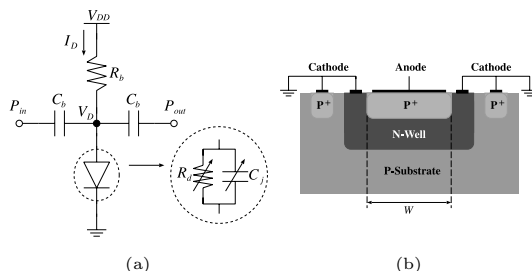 V_DD
I_D
R_b
P_in
C_b
V_D
C_b
P_out
R_d
C_j
(a)
Cathode
Anode
Cathode
P+
P+
P+
N-Well
P-Substrate
W
(b)